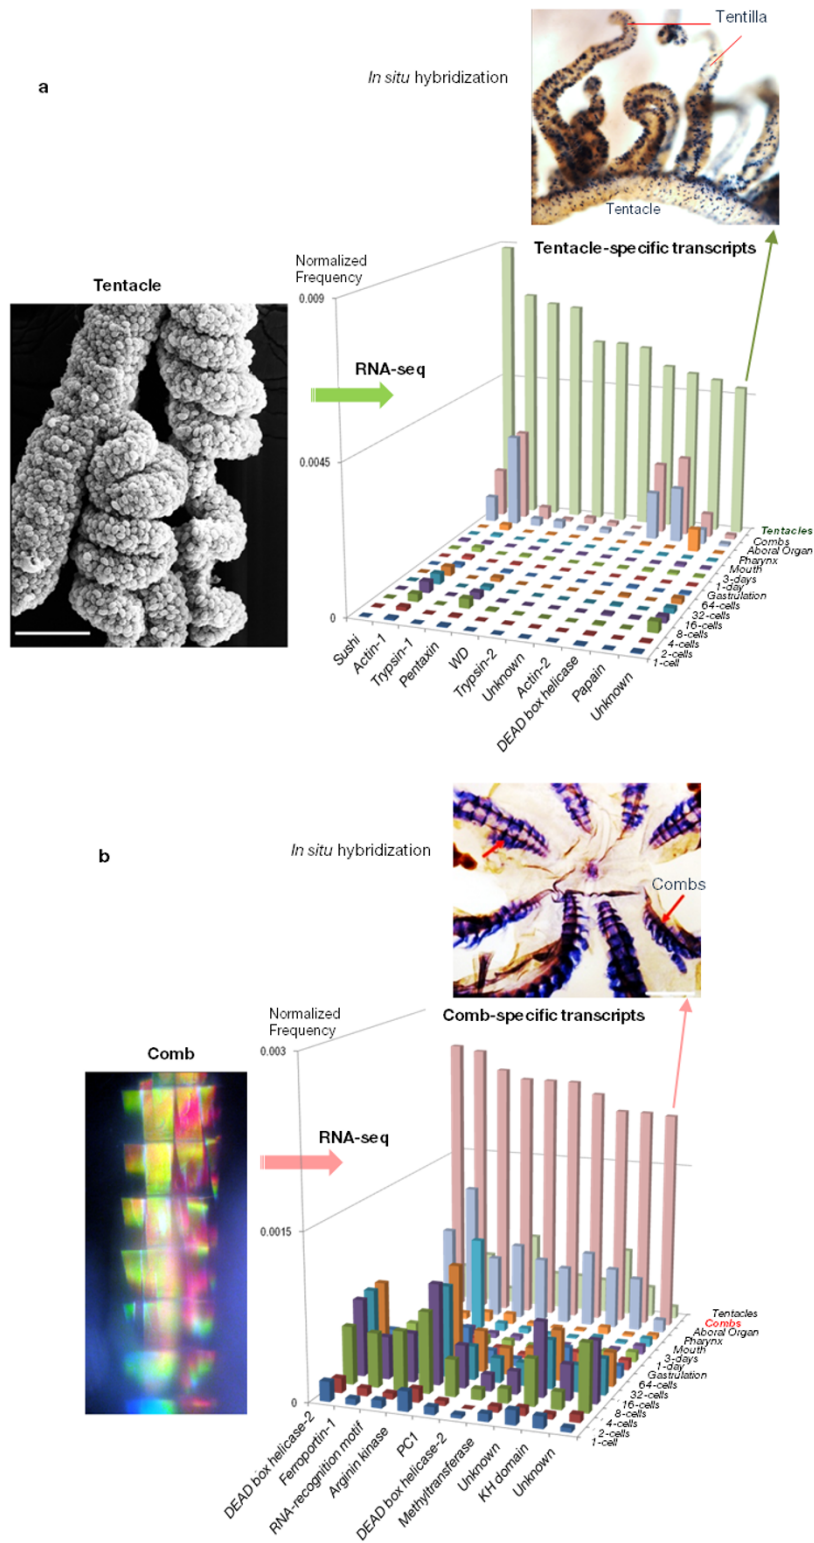 a
In situ hybridization
Tentilla
Tentacle
Tentacle
Normalized
Frequency
Tentacle-specific transcripts
0.009
RNA-seq
0.0045
0
Tentacles
Combs
Aboral Organ
Pharynx
Mouth
3-days
1-day
Gastrulation
64-cells
32-cells
16-cells
8-cells
4-cells
2-cells
1-cell
Sushi
Actin-1
Trypsin-1
Pentaxin
WD
Trypsin-2
Unknown
Actin-2
DEAD box helicase
Papain
Unknown
b
In situ hybridization
Combs
Comb
Normalized
Frequency
Comb-specific transcripts
0.003
RNA-seq
0.0015
0
Tentacles
Combs
Aboral Organ
Pharynx
Mouth
3-days
1-day
Gastrulation
64-cells
32-cells
16-cells
8-cells
4-cells
2-cells
1-cell
DEAD box helicase-2
Ferroportin-1
RNA-recognition motif
Arginin kinase
PC1
DEAD box helicase-2
Methyltransferase
Unknown
KH domain
Unknown